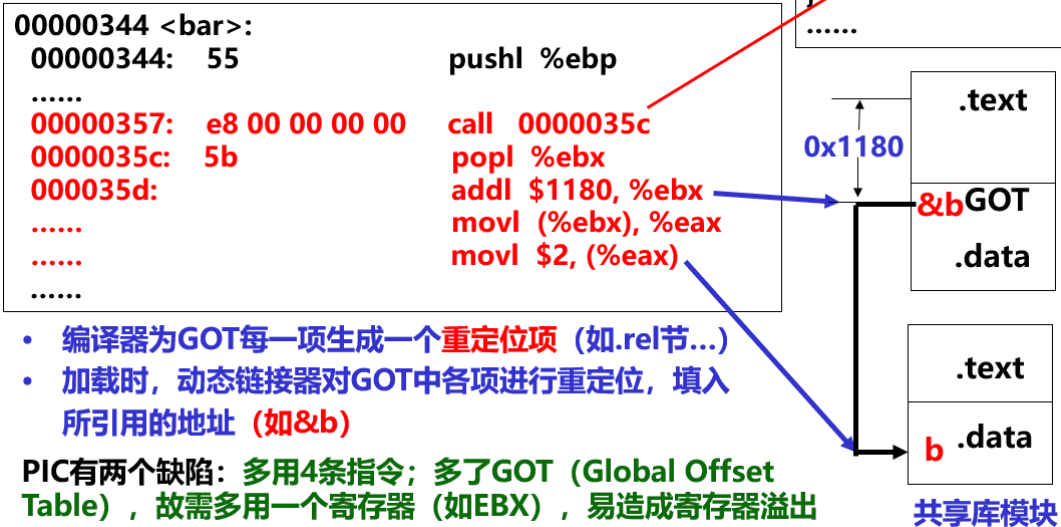 00000344 <bar>:
00000344: 55 pushl %ebp
......
00000357: e8 00 00 00 00 call 0000035c
0000035c: 5b popl %ebx
000035d: addl $1180, %ebx
...... movl (%ebx), %eax
...... movl $2, (%eax)
......
......
.text
0x1180
&bGOT
.data
.text
b .data
共享库模块
• 编译器为GOT每一项生成一个重定位项（如.rel节…）
• 加载时，动态链接器对GOT中各项进行重定位，填入
所引用的地址（如&b）
PIC有两个缺陷：多用4条指令；多了GOT（Global Offset
Table），故需多用一个寄存器（如EBX），易造成寄存器溢出